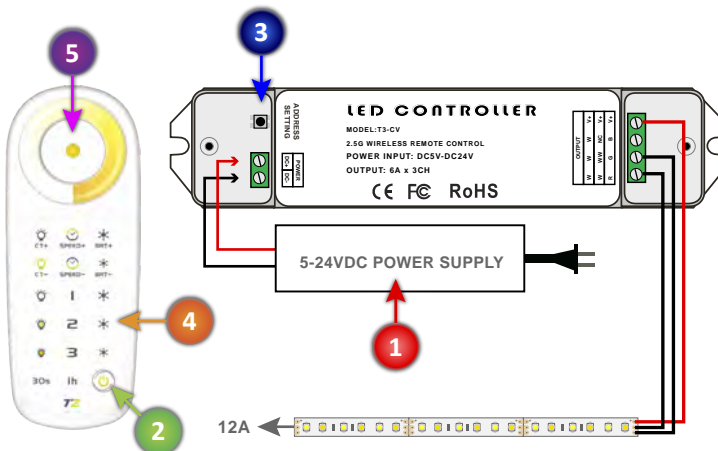 5
3
ADDRESS
SETTING
POWER
DC+
DC-
LED CONTROLLER
MODEL:T3-CV
2.5G WIRELESS REMOTE CONTROL
POWER INPUT: DC5V-DC24V
OUTPUT: 6A x 3CH
CE FC RoHS
OUTPUT
V+ V+ V+
W NC B
W WW G
W W R
CT+ SPEED+ BRT+
CT- SPEED- BRT-
1
2
3
30s 1h
T2
4
2
5-24VDC POWER SUPPLY
1
12A